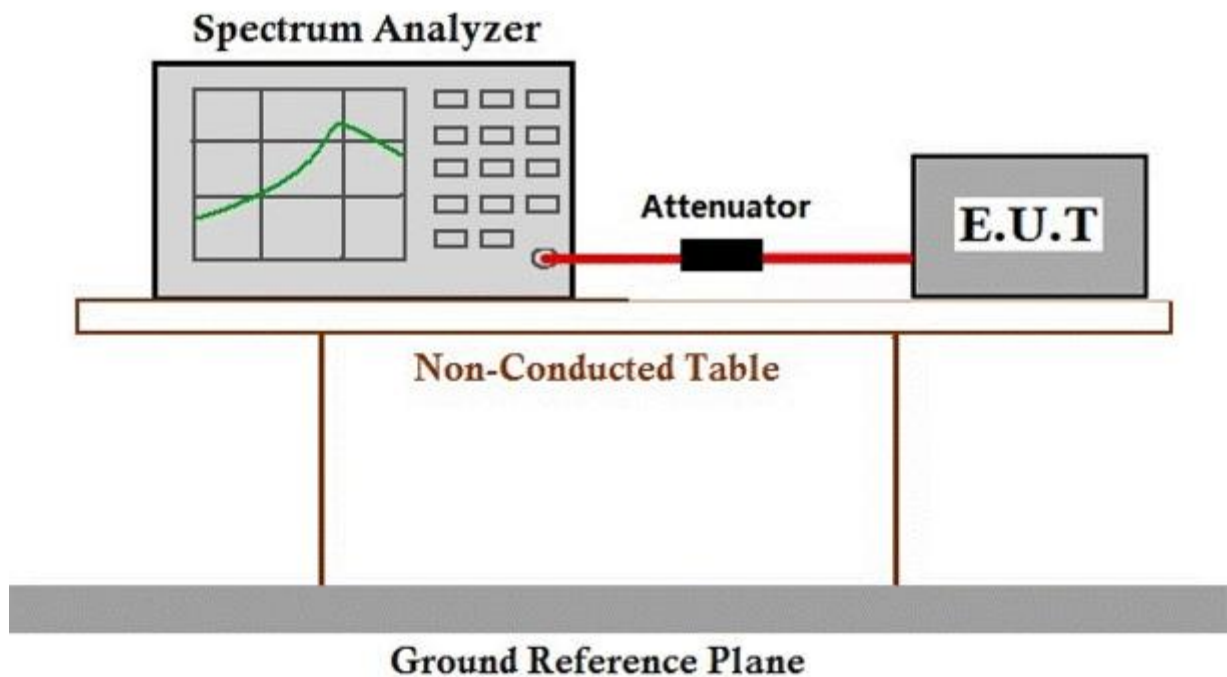 Spectrum Analyzer
Attenuator
E.U.T
Non-Conducted Table
Ground Reference Plane